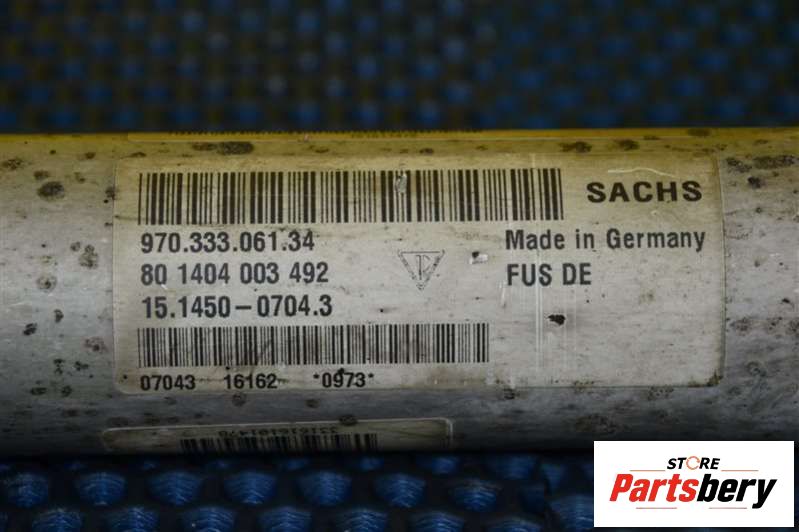 SACHS
970.333.061.34 Made in Germany
80 1404 003 492 FUS DE
15.1450-0704.3
07043 16162 *0973*
STORE
Partsbery